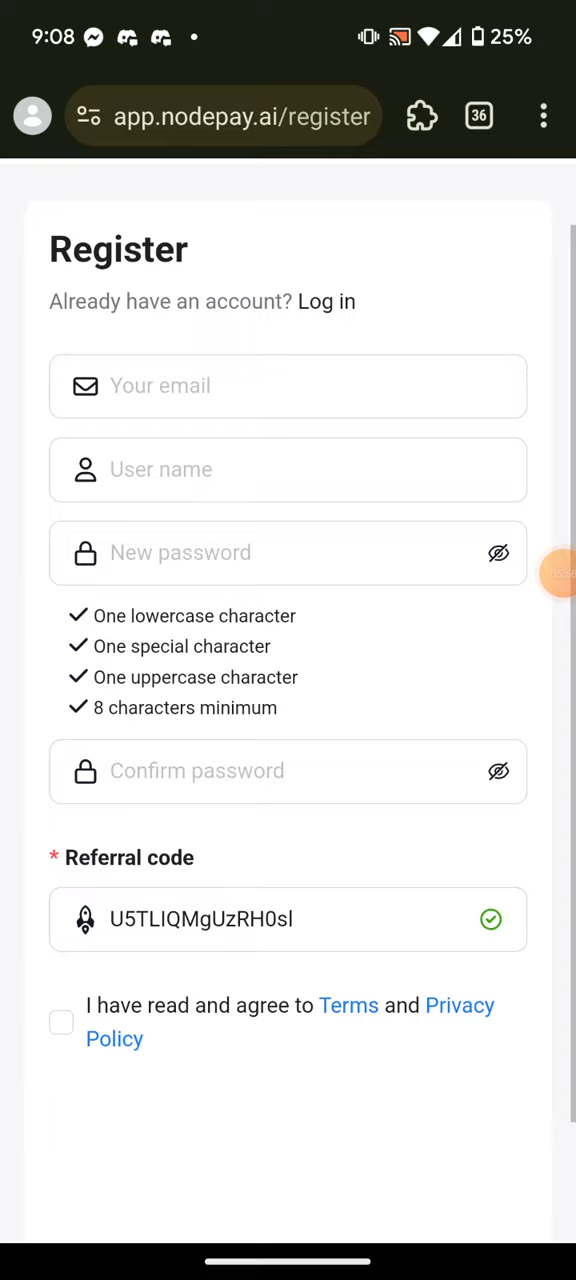 9:08
25%
app.nodepay.ai/register
36
Register
Already have an account? Log in
Your email
User name
New password
One lowercase character
One special character
One uppercase character
8 characters minimum
Confirm password
* Referral code
U5TLIQMgUzRH0sl
I have read and agree to Terms and Privacy
Policy